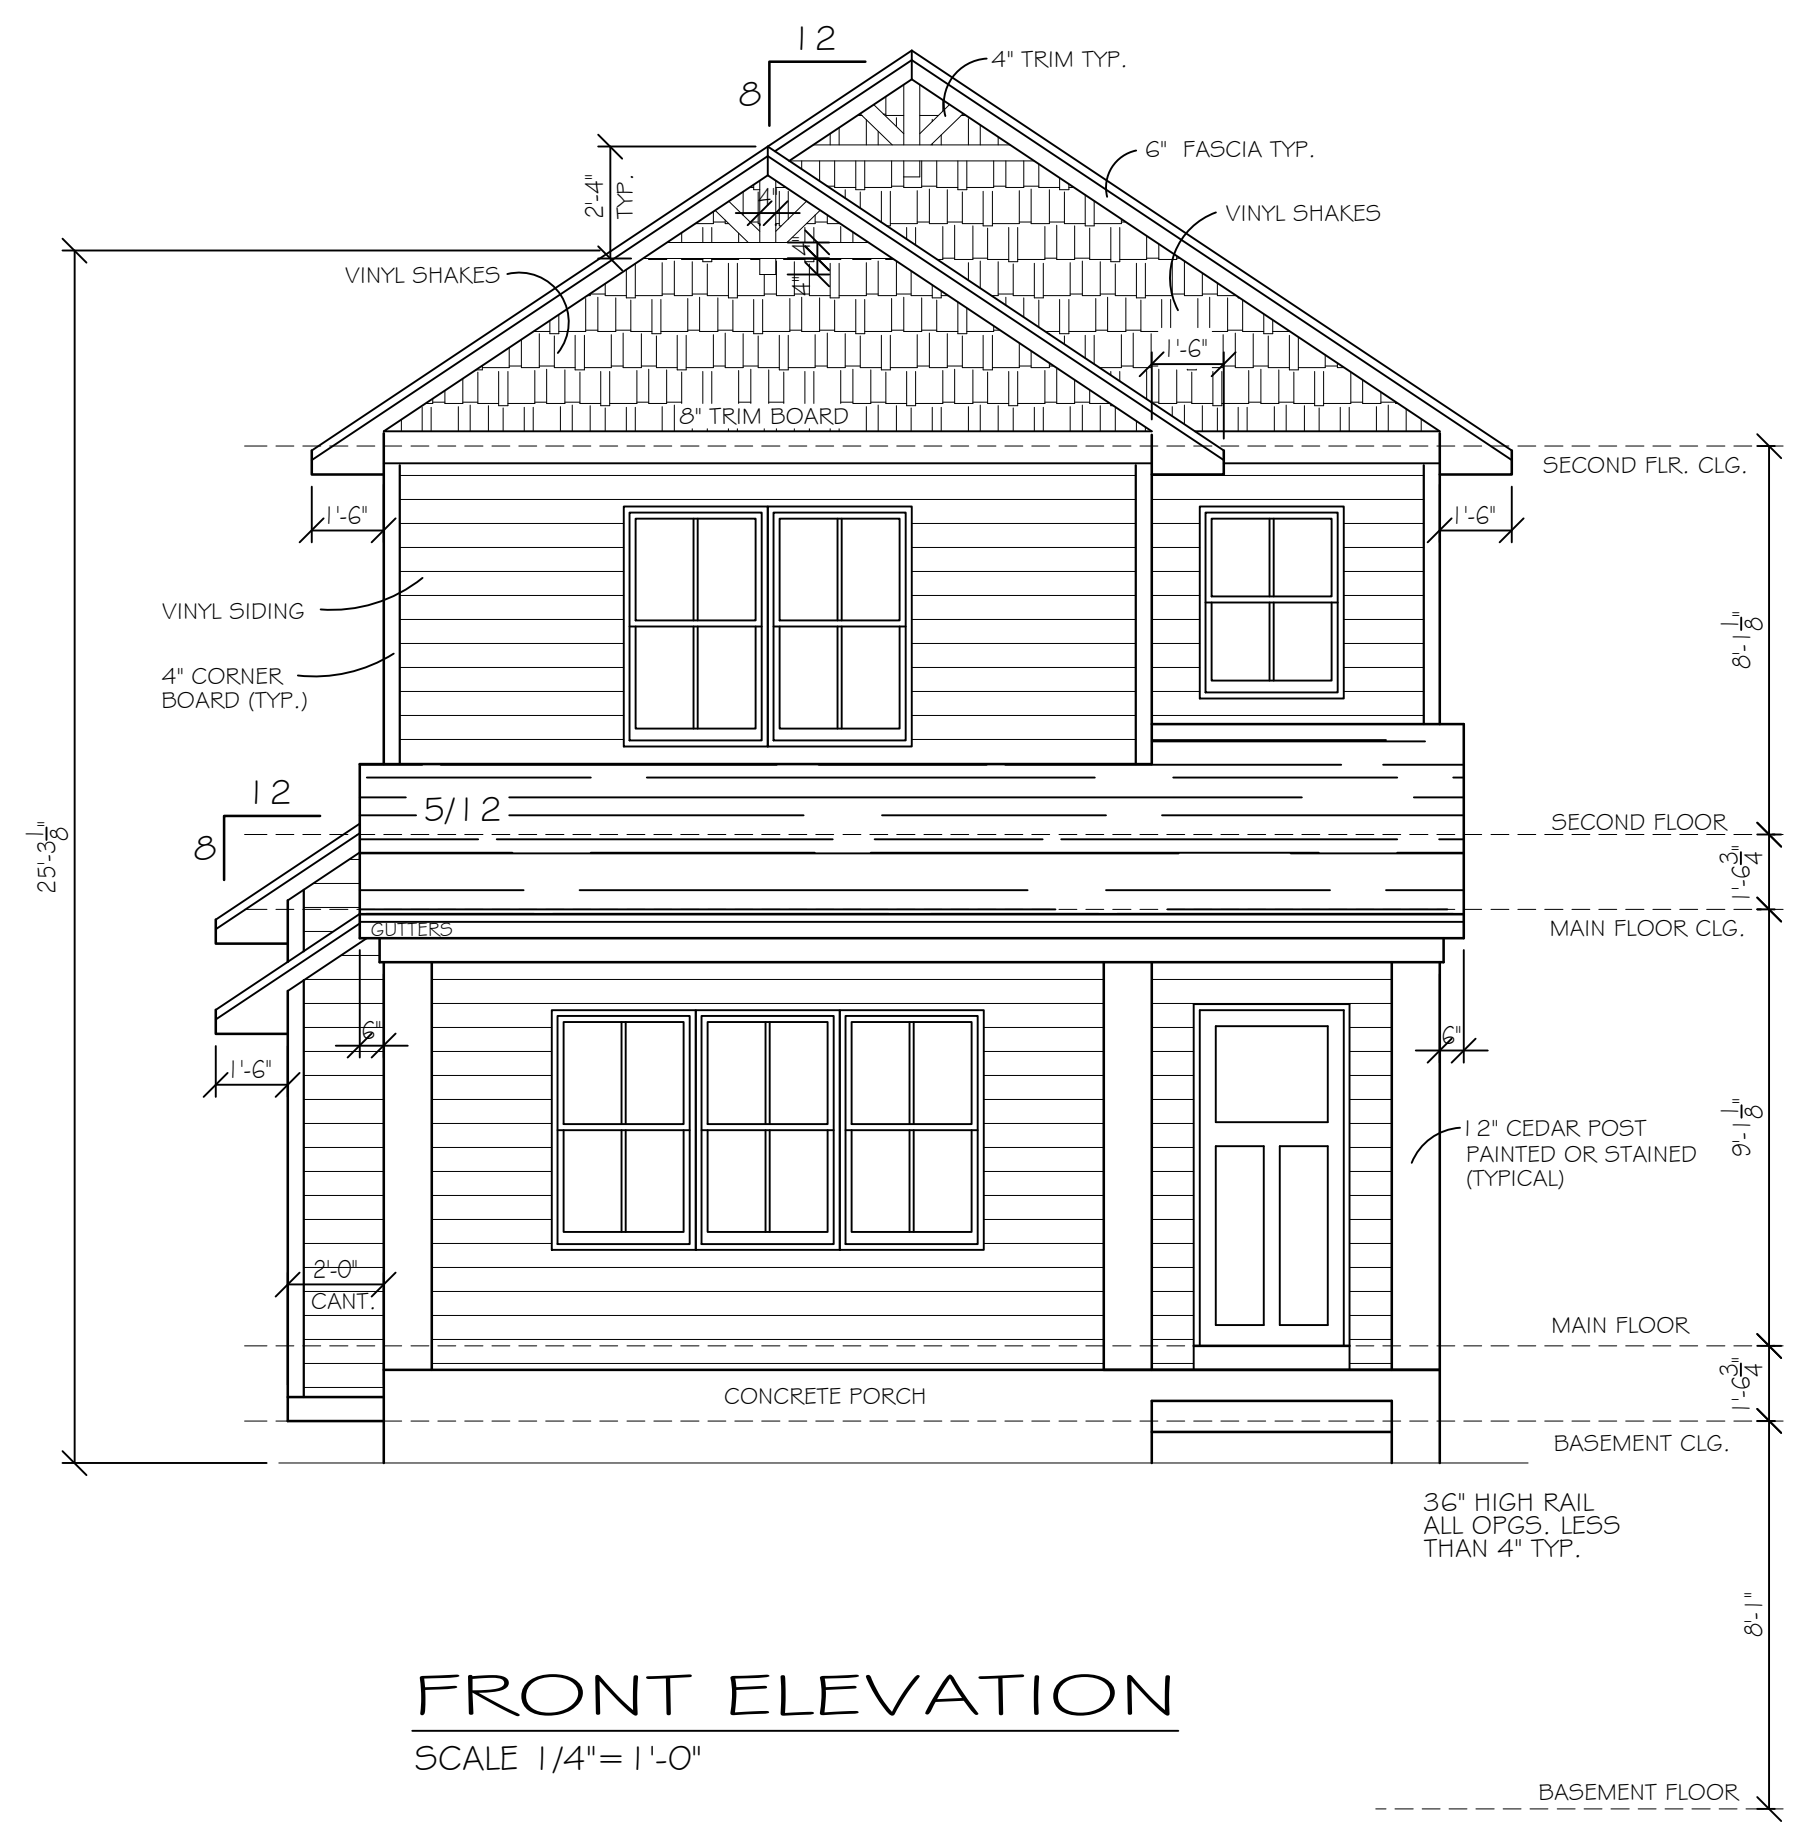 12
8
4" TRIM TYP.
6" FASCIA TYP.
2'-4"
TYP.
4"
VINYL SHAKES
4"
4"
VINYL SHAKES
1'-6"
8" TRIM BOARD
SECOND FLR. CLG.
1'-6"
1'-6"
VINYL SIDING
8'-1 1/8"
4" CORNER
BOARD (TYP.)
12
8
5/12
25'-3 1/8"
SECOND FLOOR
1'-6 3/4"
GUTTERS
MAIN FLOOR CLG.
6"
6"
1'-6"
9'-1 1/8"
12" CEDAR POST
PAINTED OR STAINED
(TYPICAL)
2'-0"
CANT.
MAIN FLOOR
1'-6 3/4"
CONCRETE PORCH
BASEMENT CLG.
36" HIGH RAIL
ALL OPGS. LESS
THAN 4" TYP.
8'-1"
FRONT ELEVATION
SCALE 1/4"=1'-0"
BASEMENT FLOOR